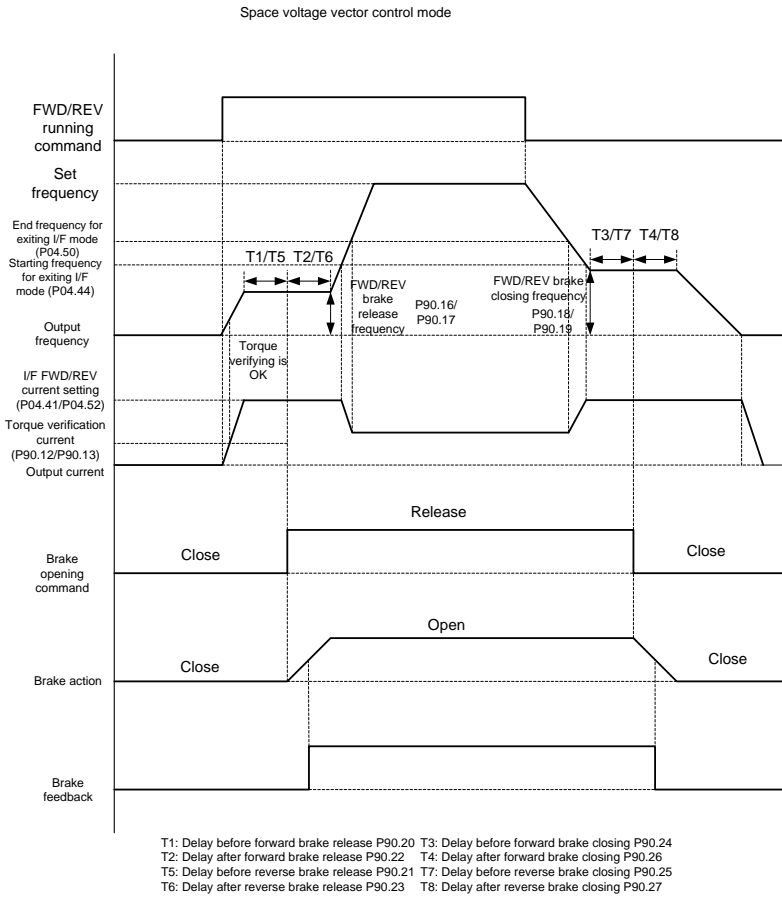 Space voltage vector control mode
FWD/REV
running
command
Set
frequency
End frequency for
exiting I/F mode
(P04.50)
Starting frequency
for exiting I/F
mode (P04.44)
T1/T5
T2/T6
T3/T7
T4/T8
FWD/REV
brake
release
frequency
P90.16/
P90.17
FWD/REV brake
closing frequency
P90.18/
P90.19
Output
frequency
Torque
verifying is
OK
I/F FWD/REV
current setting
(P04.41/P04.52)
Torque verification
current
(P90.12/P90.13)
Output current
Release
Close
Close
Brake
opening
command
Open
Close
Close
Brake action
Brake
feedback
T1: Delay before forward brake release P90.20 T3: Delay before forward brake closing P90.24
T2: Delay after forward brake release P90.22 T4: Delay after forward brake closing P90.26
T5: Delay before reverse brake release P90.21 T7: Delay before reverse brake closing P90.25
T6: Delay after reverse brake release P90.23 T8: Delay after reverse brake closing P90.27